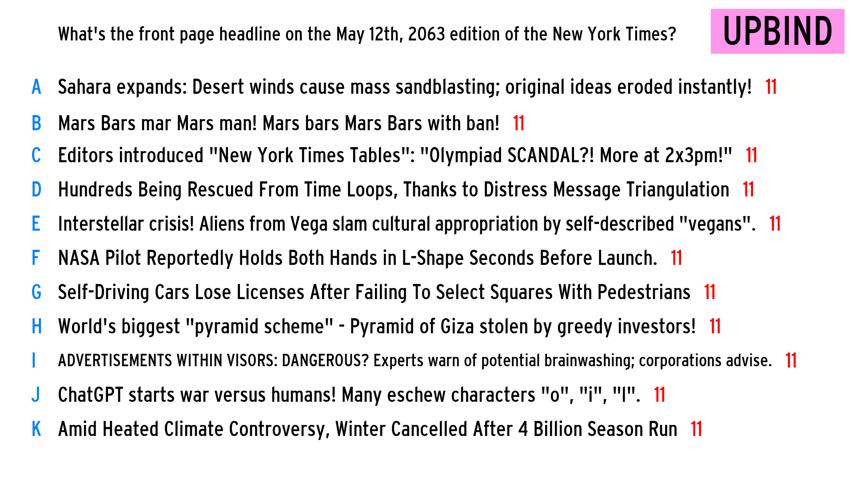 What's the front page headline on the May 12th, 2063 edition of the New York Times?
UPBIND
A Sahara expands: Desert winds cause mass sandblasting; original ideas eroded instantly! 11
B Mars Bars mar Mars man! Mars bars Mars Bars with ban! 11
C Editors introduced "New York Times Tables": "Olympiad SCANDAL?! More at 2x3pm!" 11
D Hundreds Being Rescued From Time Loops, Thanks to Distress Message Triangulation 11
E Interstellar crisis! Aliens from Vega slam cultural appropriation by self-described "vegans". 11
F NASA Pilot Reportedly Holds Both Hands in L-Shape Seconds Before Launch. 11
G Self-Driving Cars Lose Licenses After Failing To Select Squares With Pedestrians 11
H World's biggest "pyramid scheme" - Pyramid of Giza stolen by greedy investors! 11
I ADVERTISEMENTS WITHIN VISORS: DANGEROUS? Experts warn of potential brainwashing; corporations advise. 11
J ChatGPT starts war versus humans! Many eschew characters "o", "i", "l". 11
K Amid Heated Climate Controversy, Winter Cancelled After 4 Billion Season Run 11